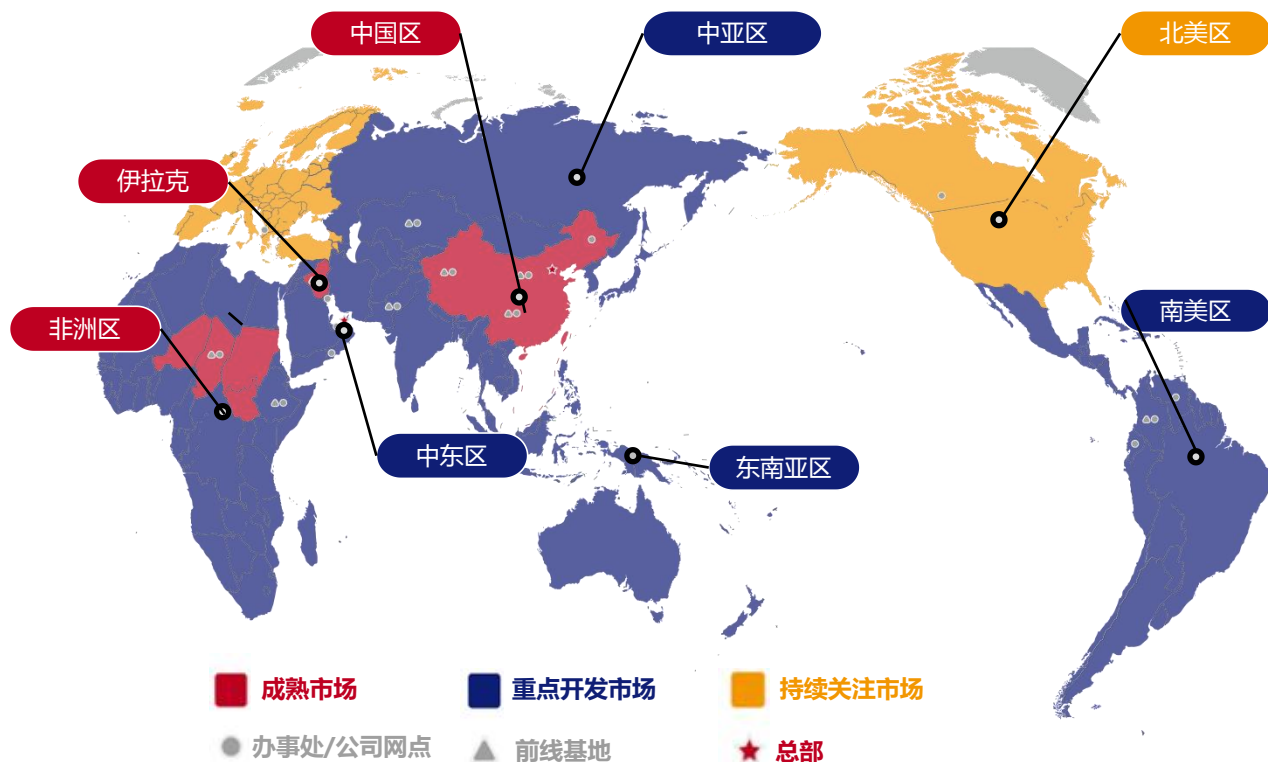 中国区
中亚区
北美区
伊拉克
非洲区
南美区
中东区
东南亚区
成熟市场
重点开发市场
持续关注市场
办事处/公司网点
前线基地
总部